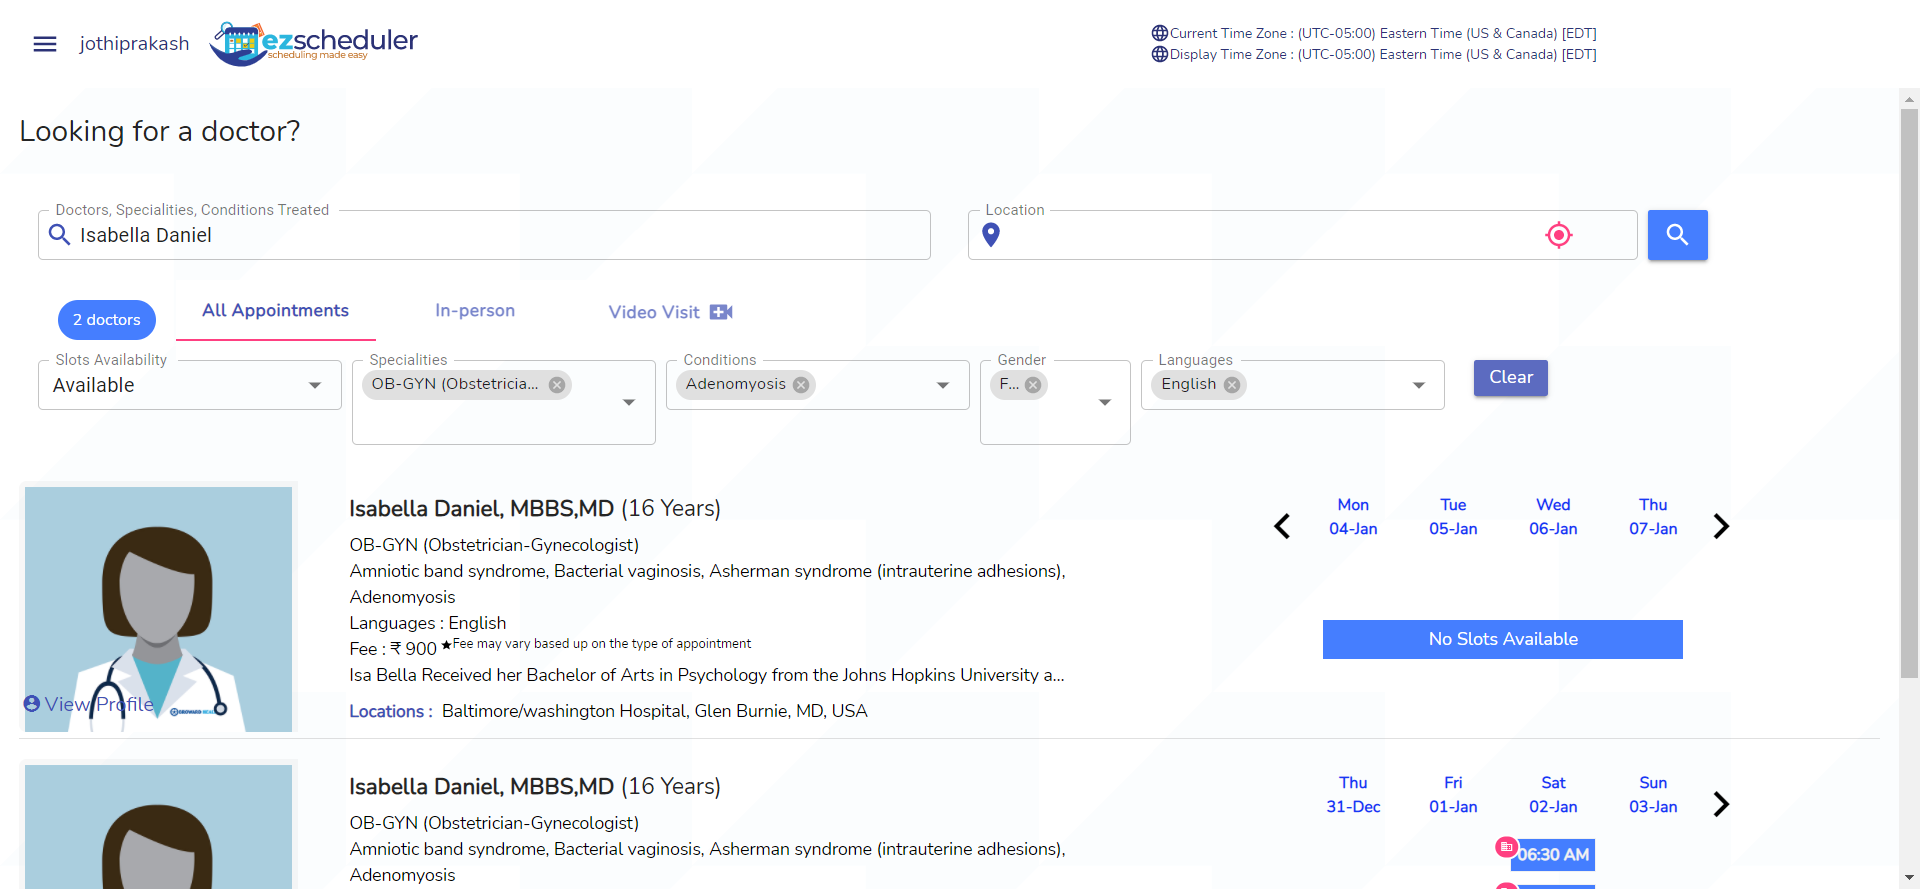 jothiprakash
ezscheduler
scheduling made easy
Current Time Zone : (UTC-05:00) Eastern Time (US & Canada) [EDT]
Display Time Zone : (UTC-05:00) Eastern Time (US & Canada) [EDT]
Looking for a doctor?
Doctors, Specialities, Conditions Treated
Isabella Daniel
Location
2 doctors
All Appointments
In-person
Video Visit
Slots Availability
Available
Specialities
OB-GYN (Obstetricia...
Conditions
Adenomyosis
Gender
F...
Languages
English
Clear
Isabella Daniel, MBBS,MD (16 Years)
OB-GYN (Obstetrician-Gynecologist)
Amniotic band syndrome, Bacterial vaginosis, Asherman syndrome (intrauterine adhesions),
Adenomyosis
Languages : English
Fee : ₹ 900 ★Fee may vary based up on the type of appointment
Isa Bella Received her Bachelor of Arts in Psychology from the Johns Hopkins University a...
Locations : Baltimore/washington Hospital, Glen Burnie, MD, USA
View Profile
Mon Tue Wed Thu
04-Jan 05-Jan 06-Jan 07-Jan
No Slots Available
Isabella Daniel, MBBS,MD (16 Years)
OB-GYN (Obstetrician-Gynecologist)
Amniotic band syndrome, Bacterial vaginosis, Asherman syndrome (intrauterine adhesions),
Adenomyosis
Thu Fri Sat Sun
31-Dec 01-Jan 02-Jan 03-Jan
06:30 AM